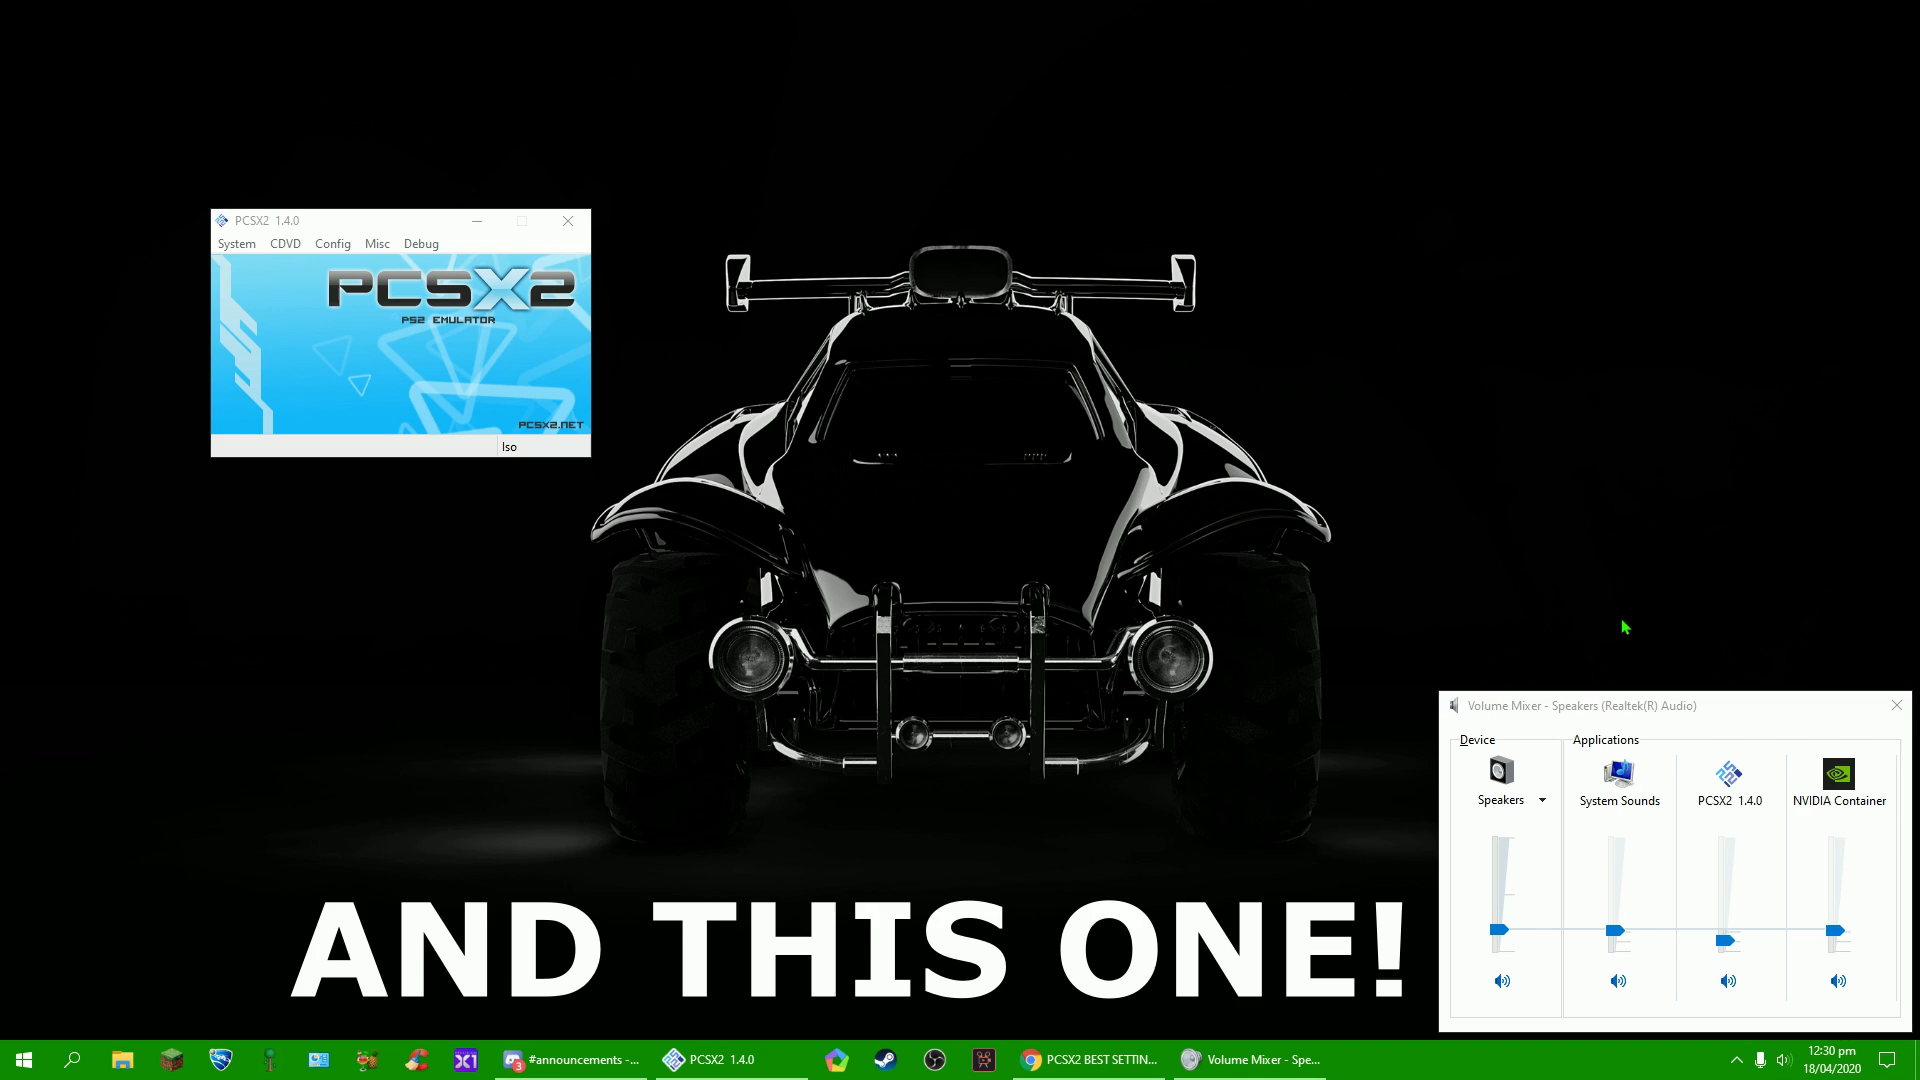 PCSX2 1.4.0
System CDVD Config Misc Debug
PCSX2
PS2 EMULATOR
PCSX2.NET
Iso
Volume Mixer - Speakers (Realtek(R) Audio)
Device
Applications
Speakers
System Sounds
PCSX2 1.4.0
NVIDIA Container
AND THIS ONE!
X1
3
#announcements -...
PCSX2 1.4.0
PCSX2 BEST SETTIN...
Volume Mixer - Spe...
12:30 pm
18/04/2020